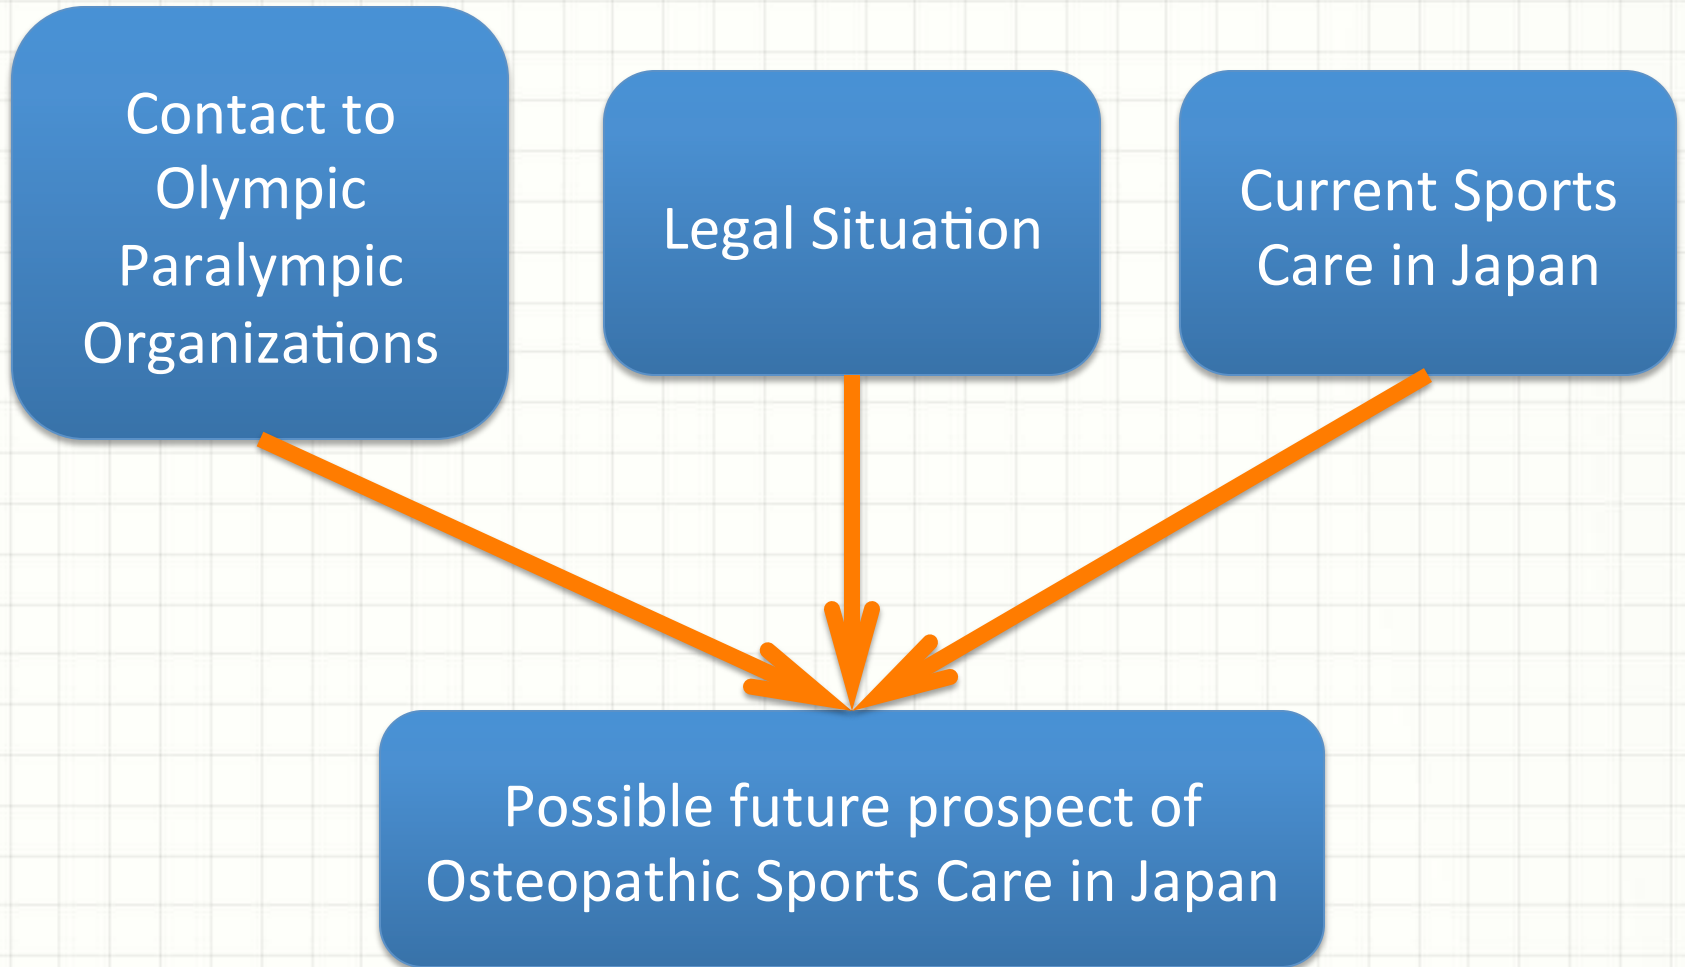 Contact to
Olympic
Paralympic
Organizations
Legal Situation
Current Sports
Care in Japan
Possible future prospect of
Osteopathic Sports Care in Japan